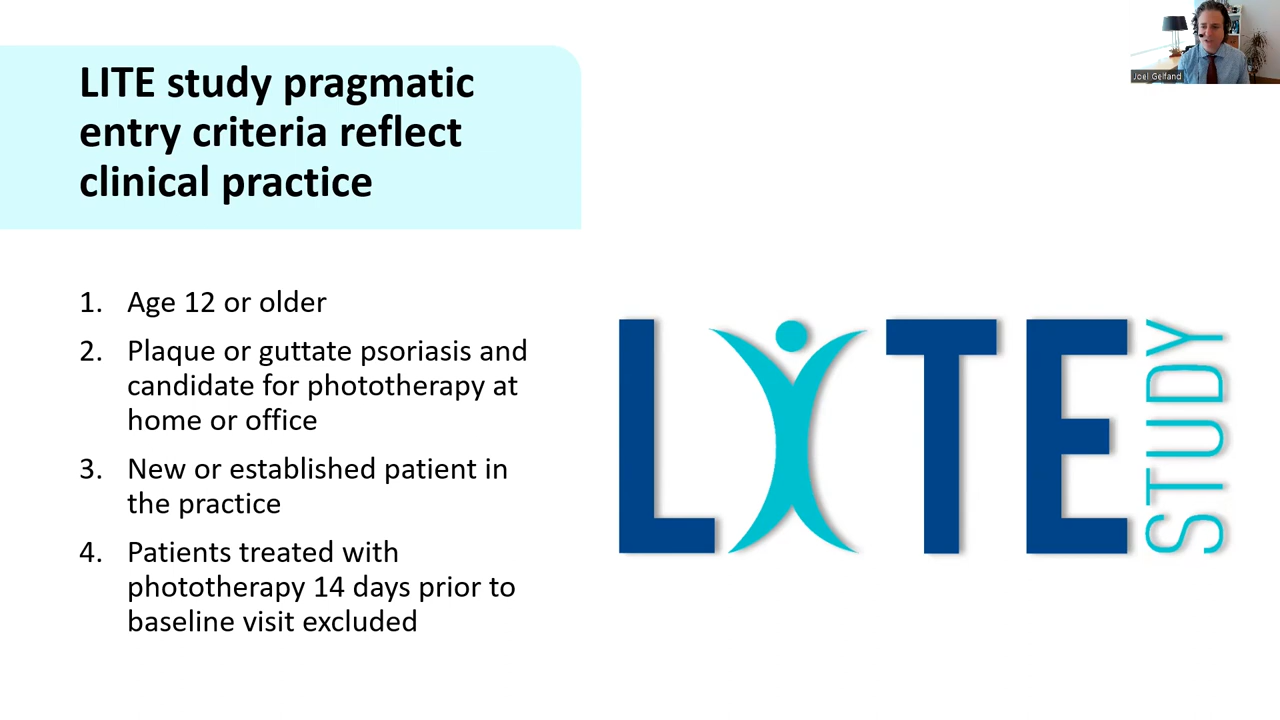 LITE study pragmatic
entry criteria reflect
clinical practice
Joel Gelfand
1. Age 12 or older
2. Plaque or guttate psoriasis and
candidate for phototherapy at
home or office
3. New or established patient in
the practice
4. Patients treated with
phototherapy 14 days prior to
baseline visit excluded
LITE
STUDY